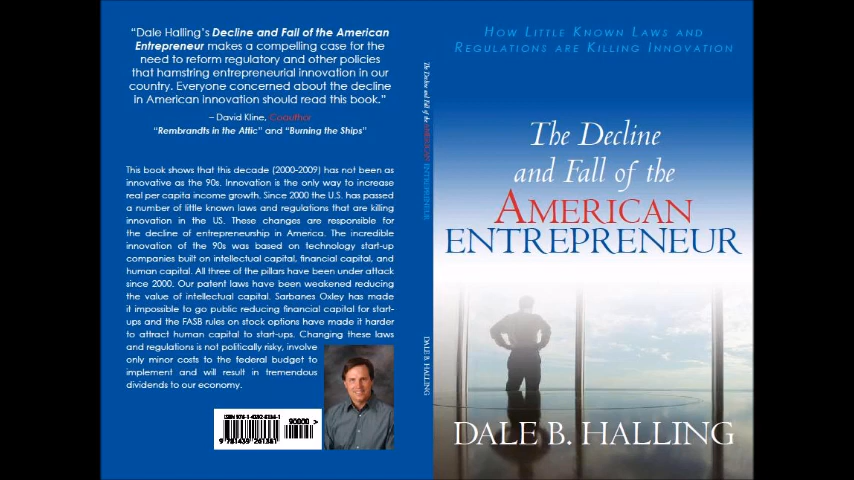 “Dale Halling’s Decline and Fall of the American
Entrepreneur makes a compelling case for the
need to reform regulatory and other policies
that hamstring entrepreneurial innovation in our
country. Everyone concerned about the decline
in American innovation should read this book.”
– David Kline, Coauthor
“Rembrandts in the Attic” and “Burning the Ships”
This book shows that this decade (2000-2009) has not been as
innovative as the 90s. Innovation is the only way to increase
real per capita income growth. Since 2000 the U.S. has passed
a number of little known laws and regulations that are killing
innovation in the US. These changes are responsible for
the decline of entrepreneurship in America. The incredible
innovation of the 90s was based on technology start-up
companies built on intellectual capital, financial capital, and
human capital. All three of the pillars have been under attack
since 2000. Our patent laws have been weakened reducing
the value of intellectual capital. Sarbanes Oxley has made
it impossible to go public reducing financial capital for start-
ups and the FASB rules on stock options have made it harder
to attract human capital to start-ups. Changing these laws
and regulations is not politically risky, involve
only minor costs to the federal budget to
implement and will result in tremendous
dividends to our economy.
90000 >
9 781439 261361
The Decline and Fall of the AMERICAN ENTREPRENEUR
DALE B. HALLING
HOW LITTLE KNOWN LAWS AND
REGULATIONS ARE KILLING INNOVATION
The Decline
and Fall of the
AMERICAN
ENTREPRENEUR
DALE B. HALLING